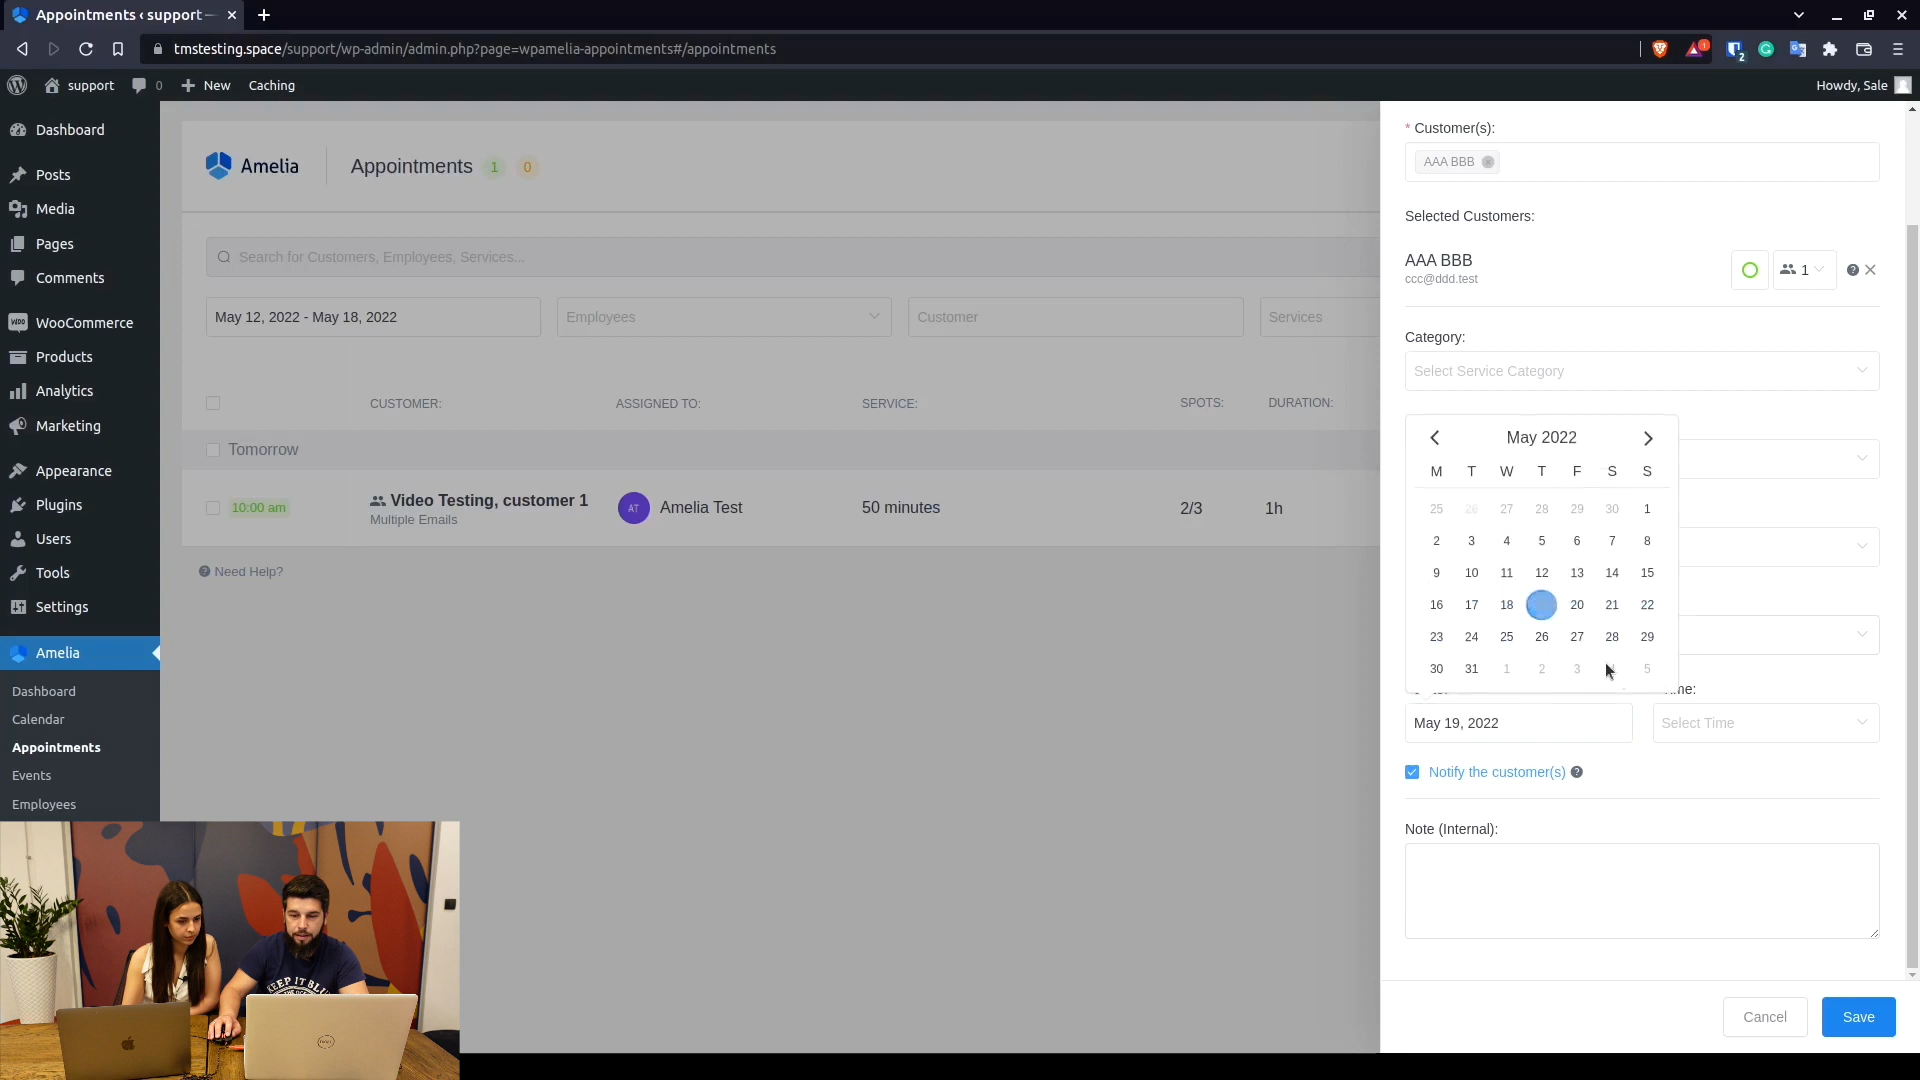 Appointments ‹ support —
tmstesting.space/support/wp-admin/admin.php?page=wpamelia-appointments#/appointments
1
2
support
0
New
Caching
Howdy, Sale
Dashboard
Posts
Media
Pages
Comments
WooCommerce
Products
Analytics
Marketing
Appearance
Plugins
Users
Tools
Settings
Amelia
Dashboard
Calendar
Appointments
Events
Employees
Amelia
Appointments 1 0
Search for Customers, Employees, Services...
May 12, 2022 - May 18, 2022
Employees
Customer
Services
CUSTOMER:
ASSIGNED TO:
SERVICE:
SPOTS:
DURATION:
Tomorrow
10:00 am
Video Testing, customer 1
Multiple Emails
AT
Amelia Test
50 minutes
2/3
1h
Need Help?
* Customer(s):
AAA BBB
Selected Customers:
AAA BBB
ccc@ddd.test
1
Category:
Select Service Category
May 2022
M T W T F S S
25 26 27 28 29 30 1
2 3 4 5 6 7 8
9 10 11 12 13 14 15
16 17 18 20 21 22
23 24 25 26 27 28 29
30 31 1 2 3 5
May 19, 2022
Select Time
Notify the customer(s)
Note (Internal):
Cancel
Save
KEEP IT BLU
DELL